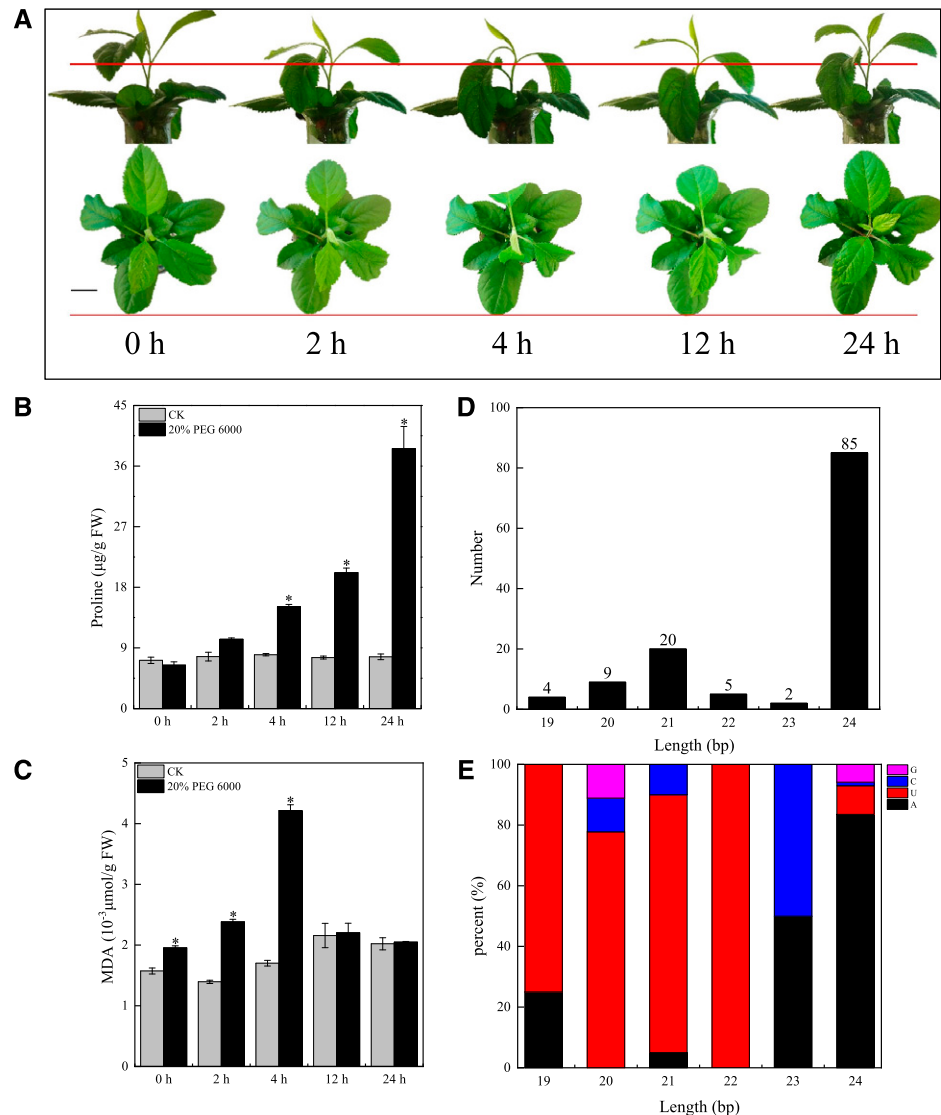 A
0 h 2 h 4 h 12 h 24 h
B
45
36
27
18
9
0
Proline (μg/g FW)
CK
20% PEG 6000
* * *
0 h 2 h 4 h 12 h 24 h
C
5
4
3
2
1
0
MDA (10⁻³μmol/g FW)
CK
20% PEG 6000
* * *
0 h 2 h 4 h 12 h 24 h
D
100
80
60
40
20
0
Number
4 9 20 5 2 85
19 20 21 22 23 24
Length (bp)
E
100
80
60
40
20
0
percent (%)
G
C
U
A
19 20 21 22 23 24
Length (bp)